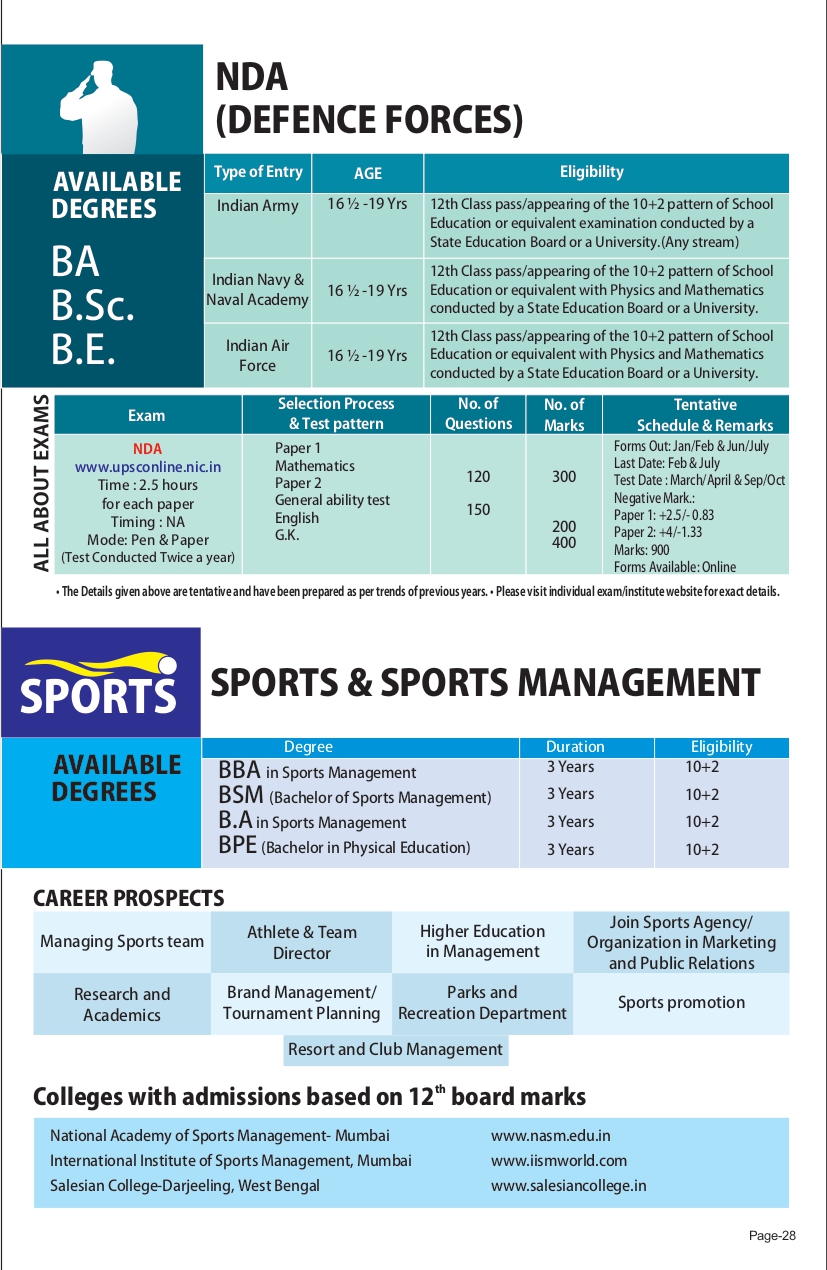 NDA
(DEFENCE FORCES)
AVAILABLE
DEGREES
BA
B.Sc.
B.E.
Type of Entry AGE Eligibility
Indian Army 16 ½ -19 Yrs 12th Class pass/appearing of the 10+2 pattern of School
Education or equivalent examination conducted by a
State Education Board or a University.(Any stream)
Indian Navy & 12th Class pass/appearing of the 10+2 pattern of School
Naval Academy 16 ½ -19 Yrs Education or equivalent with Physics and Mathematics
conducted by a State Education Board or a University.
Indian Air 12th Class pass/appearing of the 10+2 pattern of School
Force 16 ½ -19 Yrs Education or equivalent with Physics and Mathematics
conducted by a State Education Board or a University.
ALL ABOUT EXAMS
Exam
Selection Process
& Test pattern
No. of
Questions
No. of
Marks
Tentative
Schedule & Remarks
NDA
www.upsconline.nic.in
Time : 2.5 hours
for each paper
Timing : NA
Mode: Pen & Paper
(Test Conducted Twice a year)
Paper 1
Mathematics
Paper 2
General ability test
English
G.K.
120
150
300
200
400
Forms Out: Jan/Feb & Jun/July
Last Date: Feb & July
Test Date : March/April & Sep/Oct
Negative Mark.:
Paper 1: +2.5/- 0.83
Paper 2: +4/-1.33
Marks: 900
Forms Available: Online
• The Details given above are tentative and have been prepared as per trends of previous years. • Please visit individual exam/institute website for exact details.
SPORTS
SPORTS & SPORTS MANAGEMENT
AVAILABLE
DEGREES
Degree Duration Eligibility
BBA in Sports Management 3 Years 10+2
BSM (Bachelor of Sports Management) 3 Years 10+2
B.A in Sports Management 3 Years 10+2
BPE (Bachelor in Physical Education) 3 Years 10+2
CAREER PROSPECTS
Managing Sports team
Athlete & Team
Director
Higher Education
in Management
Join Sports Agency/
Organization in Marketing
and Public Relations
Research and
Academics
Brand Management/
Tournament Planning
Parks and
Recreation Department
Sports promotion
Resort and Club Management
Colleges with admissions based on 12th board marks
National Academy of Sports Management- Mumbai www.nasm.edu.in
International Institute of Sports Management, Mumbai www.iismworld.com
Salesian College-Darjeeling, West Bengal www.salesiancollege.in
Page-28